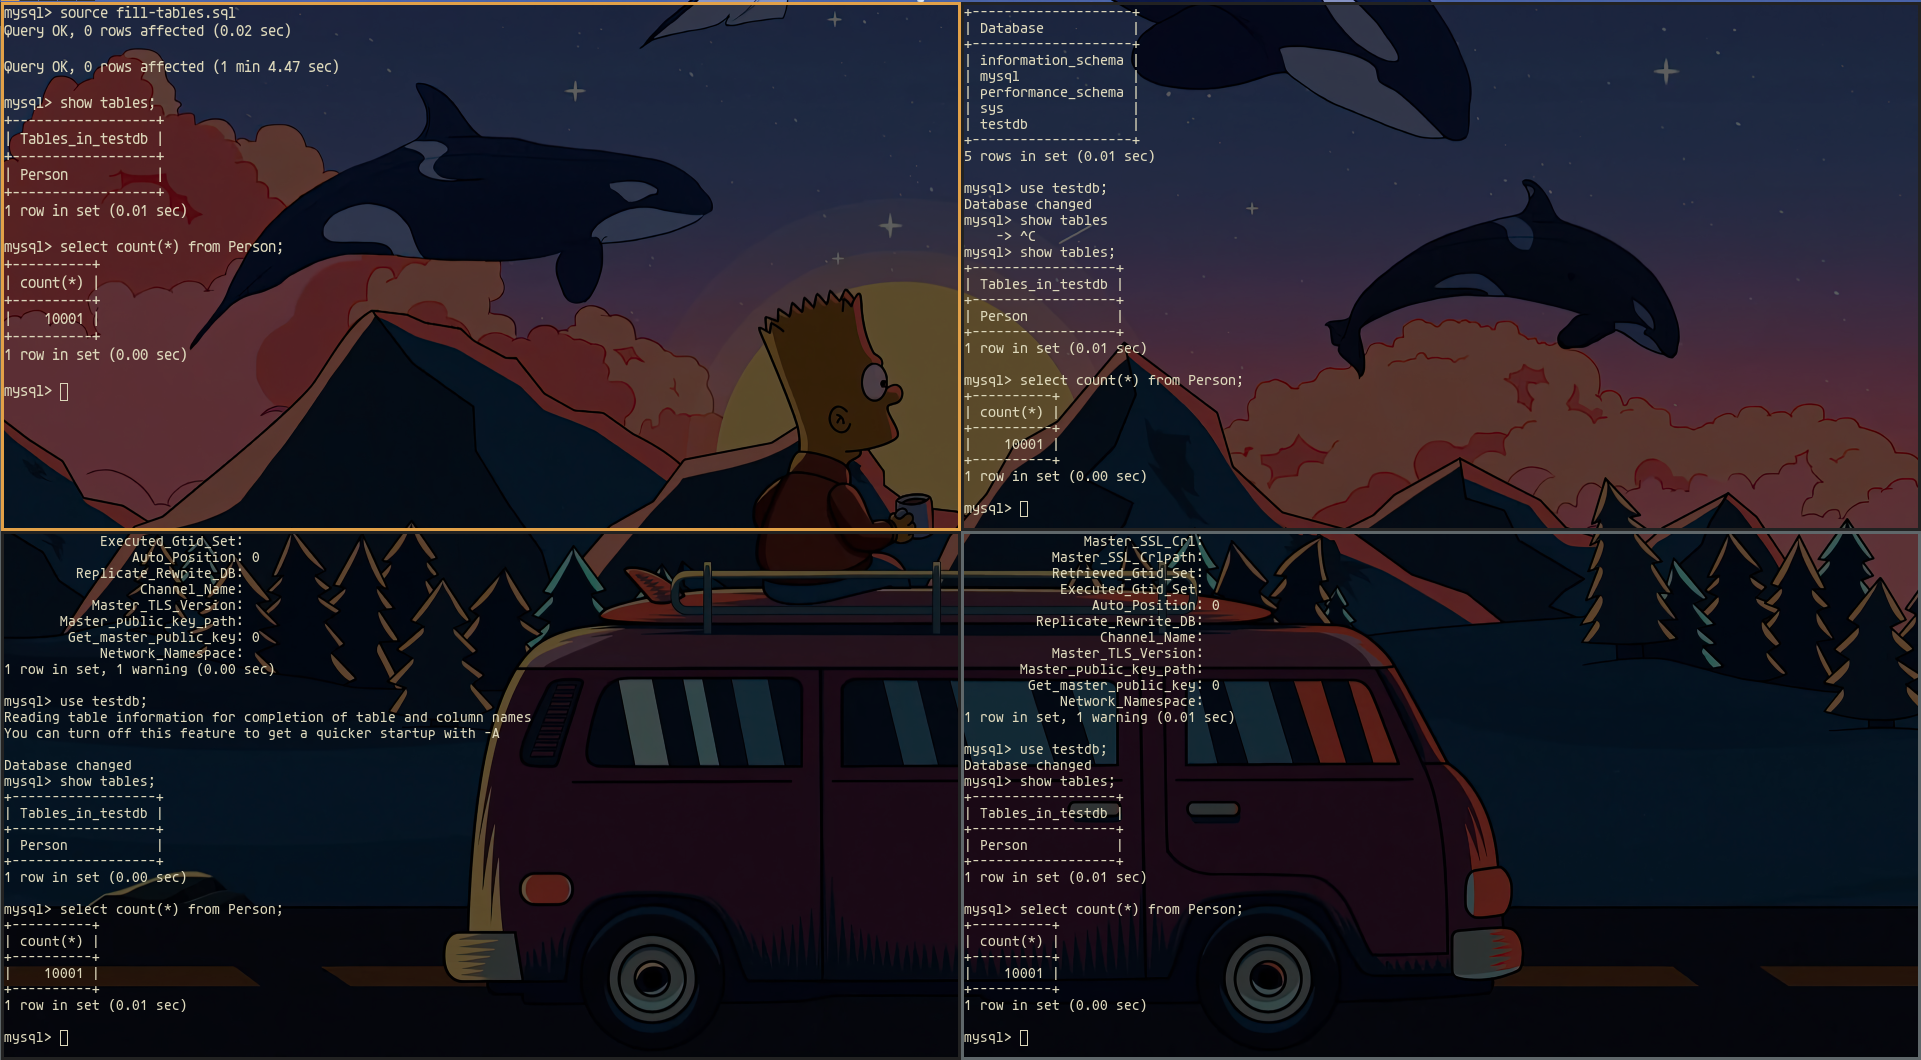 mysql> source fill-tables.sql
Query OK, 0 rows affected (0.02 sec)

Query OK, 0 rows affected (1 min 4.47 sec)

mysql> show tables;
+------------------+
| Tables_in_testdb |
+------------------+
| Person           |
+------------------+
1 row in set (0.01 sec)

mysql> select count(*) from Person;
+----------+
| count(*) |
+----------+
|    10001 |
+----------+
1 row in set (0.00 sec)

mysql>
+--------------------+
| Database           |
+--------------------+
| information_schema |
| mysql              |
| performance_schema |
| sys                |
| testdb             |
+--------------------+
5 rows in set (0.01 sec)

mysql> use testdb;
Database changed
mysql> show tables
    -> ^C
mysql> show tables;
+------------------+
| Tables_in_testdb |
+------------------+
| Person           |
+------------------+
1 row in set (0.01 sec)

mysql> select count(*) from Person;
+----------+
| count(*) |
+----------+
|    10001 |
+----------+
1 row in set (0.00 sec)

mysql>
            Executed_Gtid_Set:
                Auto_Position: 0
         Replicate_Rewrite_DB:
                 Channel_Name:
           Master_TLS_Version:
       Master_public_key_path:
        Get_master_public_key: 0
            Network_Namespace:
1 row in set, 1 warning (0.00 sec)

mysql> use testdb;
Reading table information for completion of table and column names
You can turn off this feature to get a quicker startup with -A

Database changed
mysql> show tables;
+------------------+
| Tables_in_testdb |
+------------------+
| Person           |
+------------------+
1 row in set (0.00 sec)

mysql> select count(*) from Person;
+----------+
| count(*) |
+----------+
|    10001 |
+----------+
1 row in set (0.01 sec)

mysql>
               Master_SSL_Crl:
           Master_SSL_Crlpath:
           Retrieved_Gtid_Set:
            Executed_Gtid_Set:
                Auto_Position: 0
         Replicate_Rewrite_DB:
                 Channel_Name:
           Master_TLS_Version:
       Master_public_key_path:
        Get_master_public_key: 0
            Network_Namespace:
1 row in set, 1 warning (0.01 sec)

mysql> use testdb;
Database changed
mysql> show tables;
+------------------+
| Tables_in_testdb |
+------------------+
| Person           |
+------------------+
1 row in set (0.01 sec)

mysql> select count(*) from Person;
+----------+
| count(*) |
+----------+
|    10001 |
+----------+
1 row in set (0.00 sec)

mysql>